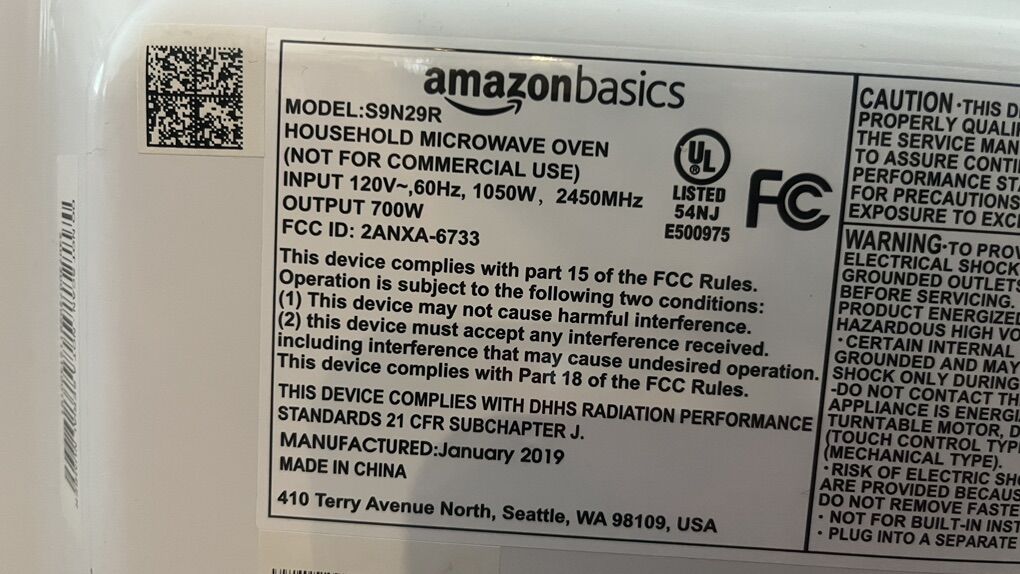 amazonbasics
MODEL:S9N29R
HOUSEHOLD MICROWAVE OVEN
(NOT FOR COMMERCIAL USE)
INPUT 120V~,60Hz, 1050W, 2450MHz
OUTPUT 700W
FCC ID: 2ANXA-6733
UL
®
LISTED
54NJ
E500975
FC
This device complies with part 15 of the FCC Rules.
Operation is subject to the following two conditions:
(1) This device may not cause harmful interference.
(2) this device must accept any interference received.
including interference that may cause undesired operation.
This device complies with Part 18 of the FCC Rules.
THIS DEVICE COMPLIES WITH DHHS RADIATION PERFORMANCE
STANDARDS 21 CFR SUBCHAPTER J.
MANUFACTURED:January 2019
MADE IN CHINA
410 Terry Avenue North, Seattle, WA 98109, USA
CAUTION·THIS
PROPERLY
THE SERVICE
TO ASSURE
PERFORMANCE
FOR PRECAUTIONS
EXPOSURE TO
WARNING·TO
ELECTRICAL SHOCK
GROUNDED OUTLETS
BEFORE SERVICING.
PRODUCT ENERGIZED
HAZARDOUS HIGH
·CERTAIN INTERNAL
GROUNDED AND MAY
SHOCK ONLY DURING
-DO NOT CONTACT
APPLIANCE IS
TURNTABLE MOTOR,
(TOUCH CONTROL
(MECHANICAL TYPE).
·RISK OF ELECTRIC
ARE PROVIDED
DO NOT REMOVE
· NOT FOR BUILT-IN
· PLUG INTO A SEPARATE